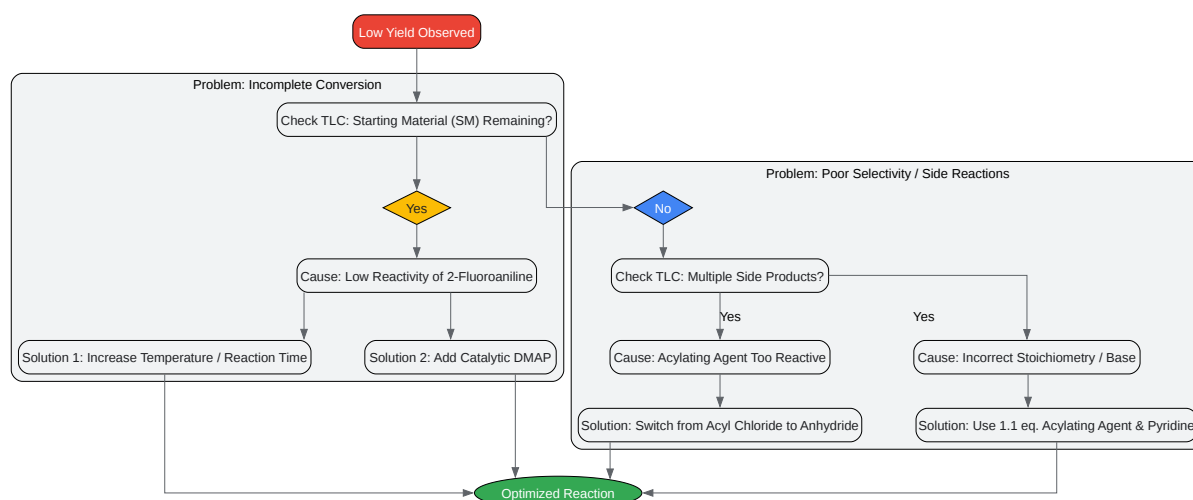 Low Yield Observed
Problem: Incomplete Conversion
Check TLC: Starting Material (SM) Remaining?
Problem: Poor Selectivity / Side Reactions
Yes
No
Cause: Low Reactivity of 2-Fluoroaniline
Check TLC: Multiple Side Products?
Yes
Yes
Solution 1: Increase Temperature / Reaction Time
Solution 2: Add Catalytic DMAP
Cause: Acylating Agent Too Reactive
Cause: Incorrect Stoichiometry / Base
Solution: Switch from Acyl Chloride to Anhydride
Solution: Use 1.1 eq. Acylating Agent & Pyridine
Optimized Reaction